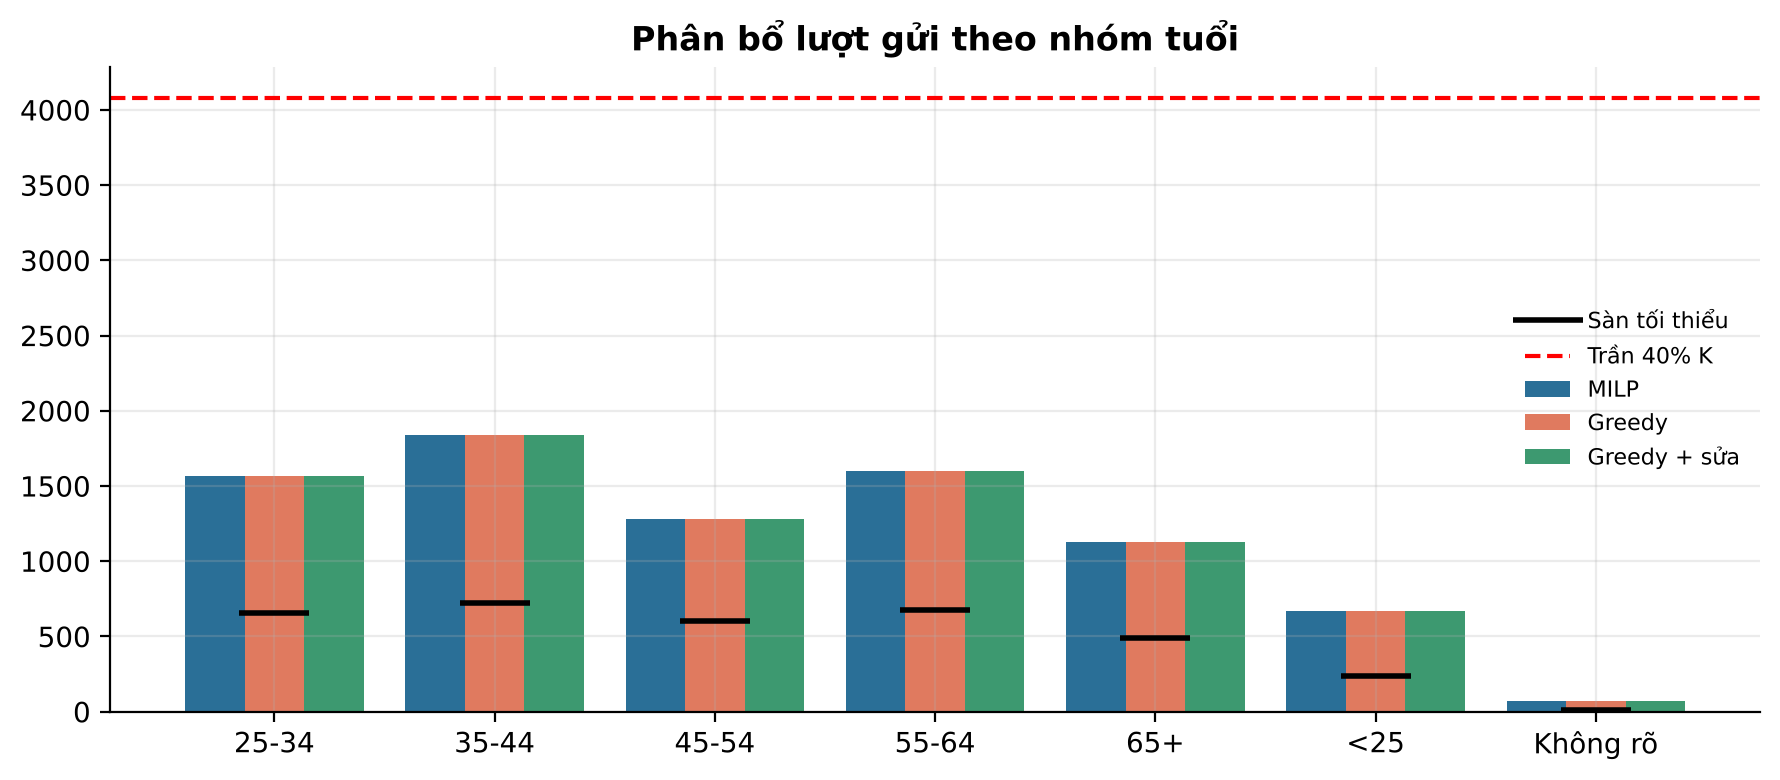 Phân bổ lượt gửi theo nhóm tuổi
4000
3500
3000
2500
2000
1500
1000
500
0
Sàn tối thiểu
Trần 40% K
MILP
Greedy
Greedy + sửa
25-34 35-44 45-54 55-64 65+ <25 Không rõ